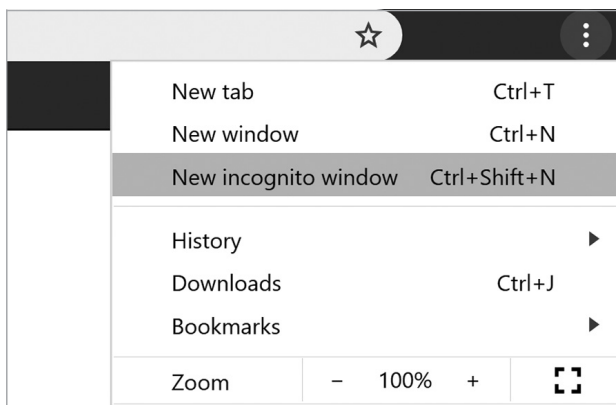 New tab Ctrl+T
New window Ctrl+N
New incognito window Ctrl+Shift+N
History
Downloads Ctrl+J
Bookmarks
Zoom − 100% +